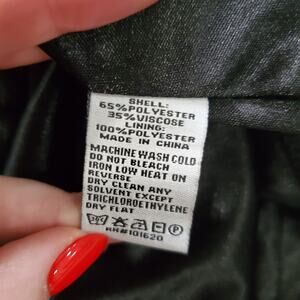 SHELL:
65%POLYESTER
35%VISCOSE
LINING:
100%POLYESTER
MADE IN CHINA
MACHINE WASH COLD
DO NOT BLEACH
IRON LOW HEAT ON
REVERSE
DRY CLEAN ANY
SOLVENT EXCEPT
TRICHLOROETHYLENE
DRY FLAT
RN#101620